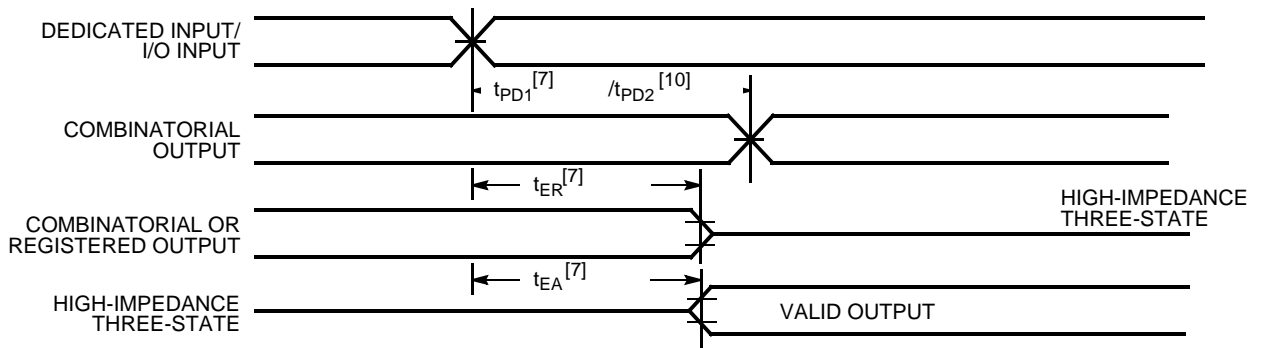 DEDICATED INPUT/
I/O INPUT
tPD1[7] /tPD2[10]
COMBINATORIAL
OUTPUT
tER[7]
HIGH-IMPEDANCE
THREE-STATE
COMBINATORIAL OR
REGISTERED OUTPUT
tEA[7]
HIGH-IMPEDANCE
THREE-STATE
VALID OUTPUT